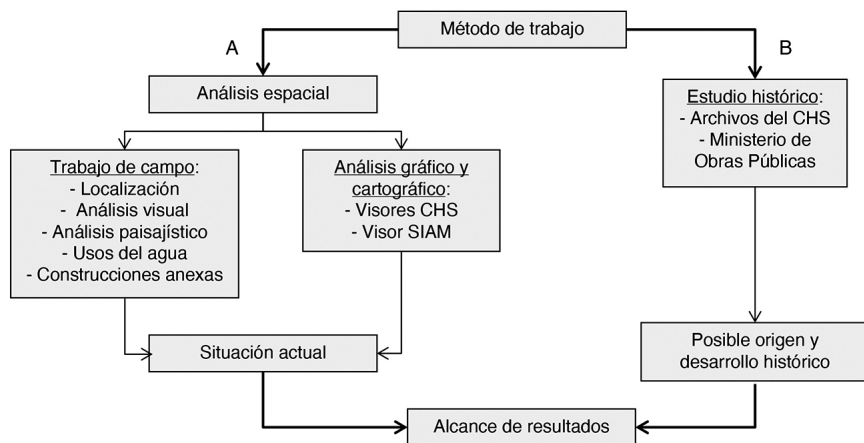 Método de trabajo
A
B
Análisis espacial
Estudio histórico:
- Archivos del CHS
- Ministerio de
Obras Públicas
Trabajo de campo:
- Localización
- Análisis visual
- Análisis paisajístico
- Usos del agua
- Construcciones anexas
Análisis gráfico y
cartográfico:
- Visores CHS
- Visor SIAM
Situación actual
Posible origen y
desarrollo histórico
Alcance de resultados